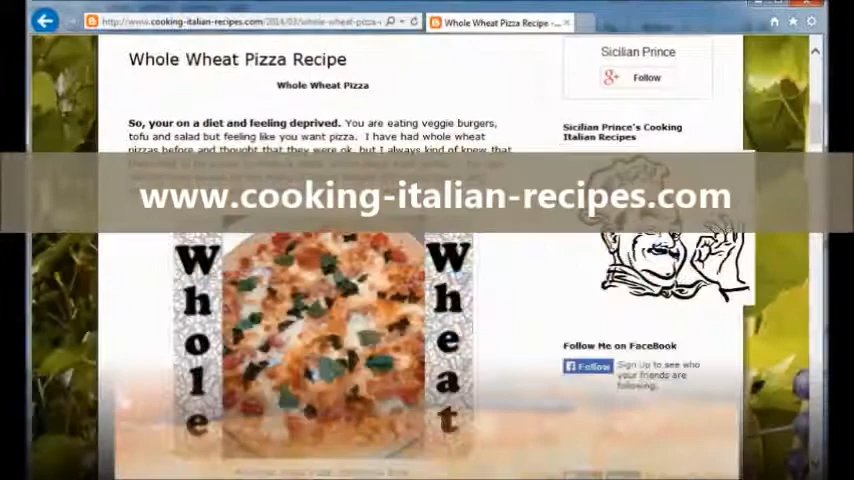 http://www.cooking-italian-recipes.com/2014/03/whole-wheat-pizza-
Whole Wheat Pizza Recipe -...
Whole Wheat Pizza Recipe
Whole Wheat Pizza
So, your on a diet and feeling deprived. You are eating veggie burgers,
tofu and salad but feeling like you want pizza. I have had whole wheat
pizzas before and thought that they were ok, but I always kind of knew that
Sicilian Prince
g+ Follow
Sicilian Prince's Cooking
Italian Recipes
www.cooking-italian-recipes.com
Whole
Wheat
Follow Me on FaceBook
f Follow
Sign Up to see who
your friends are
following.